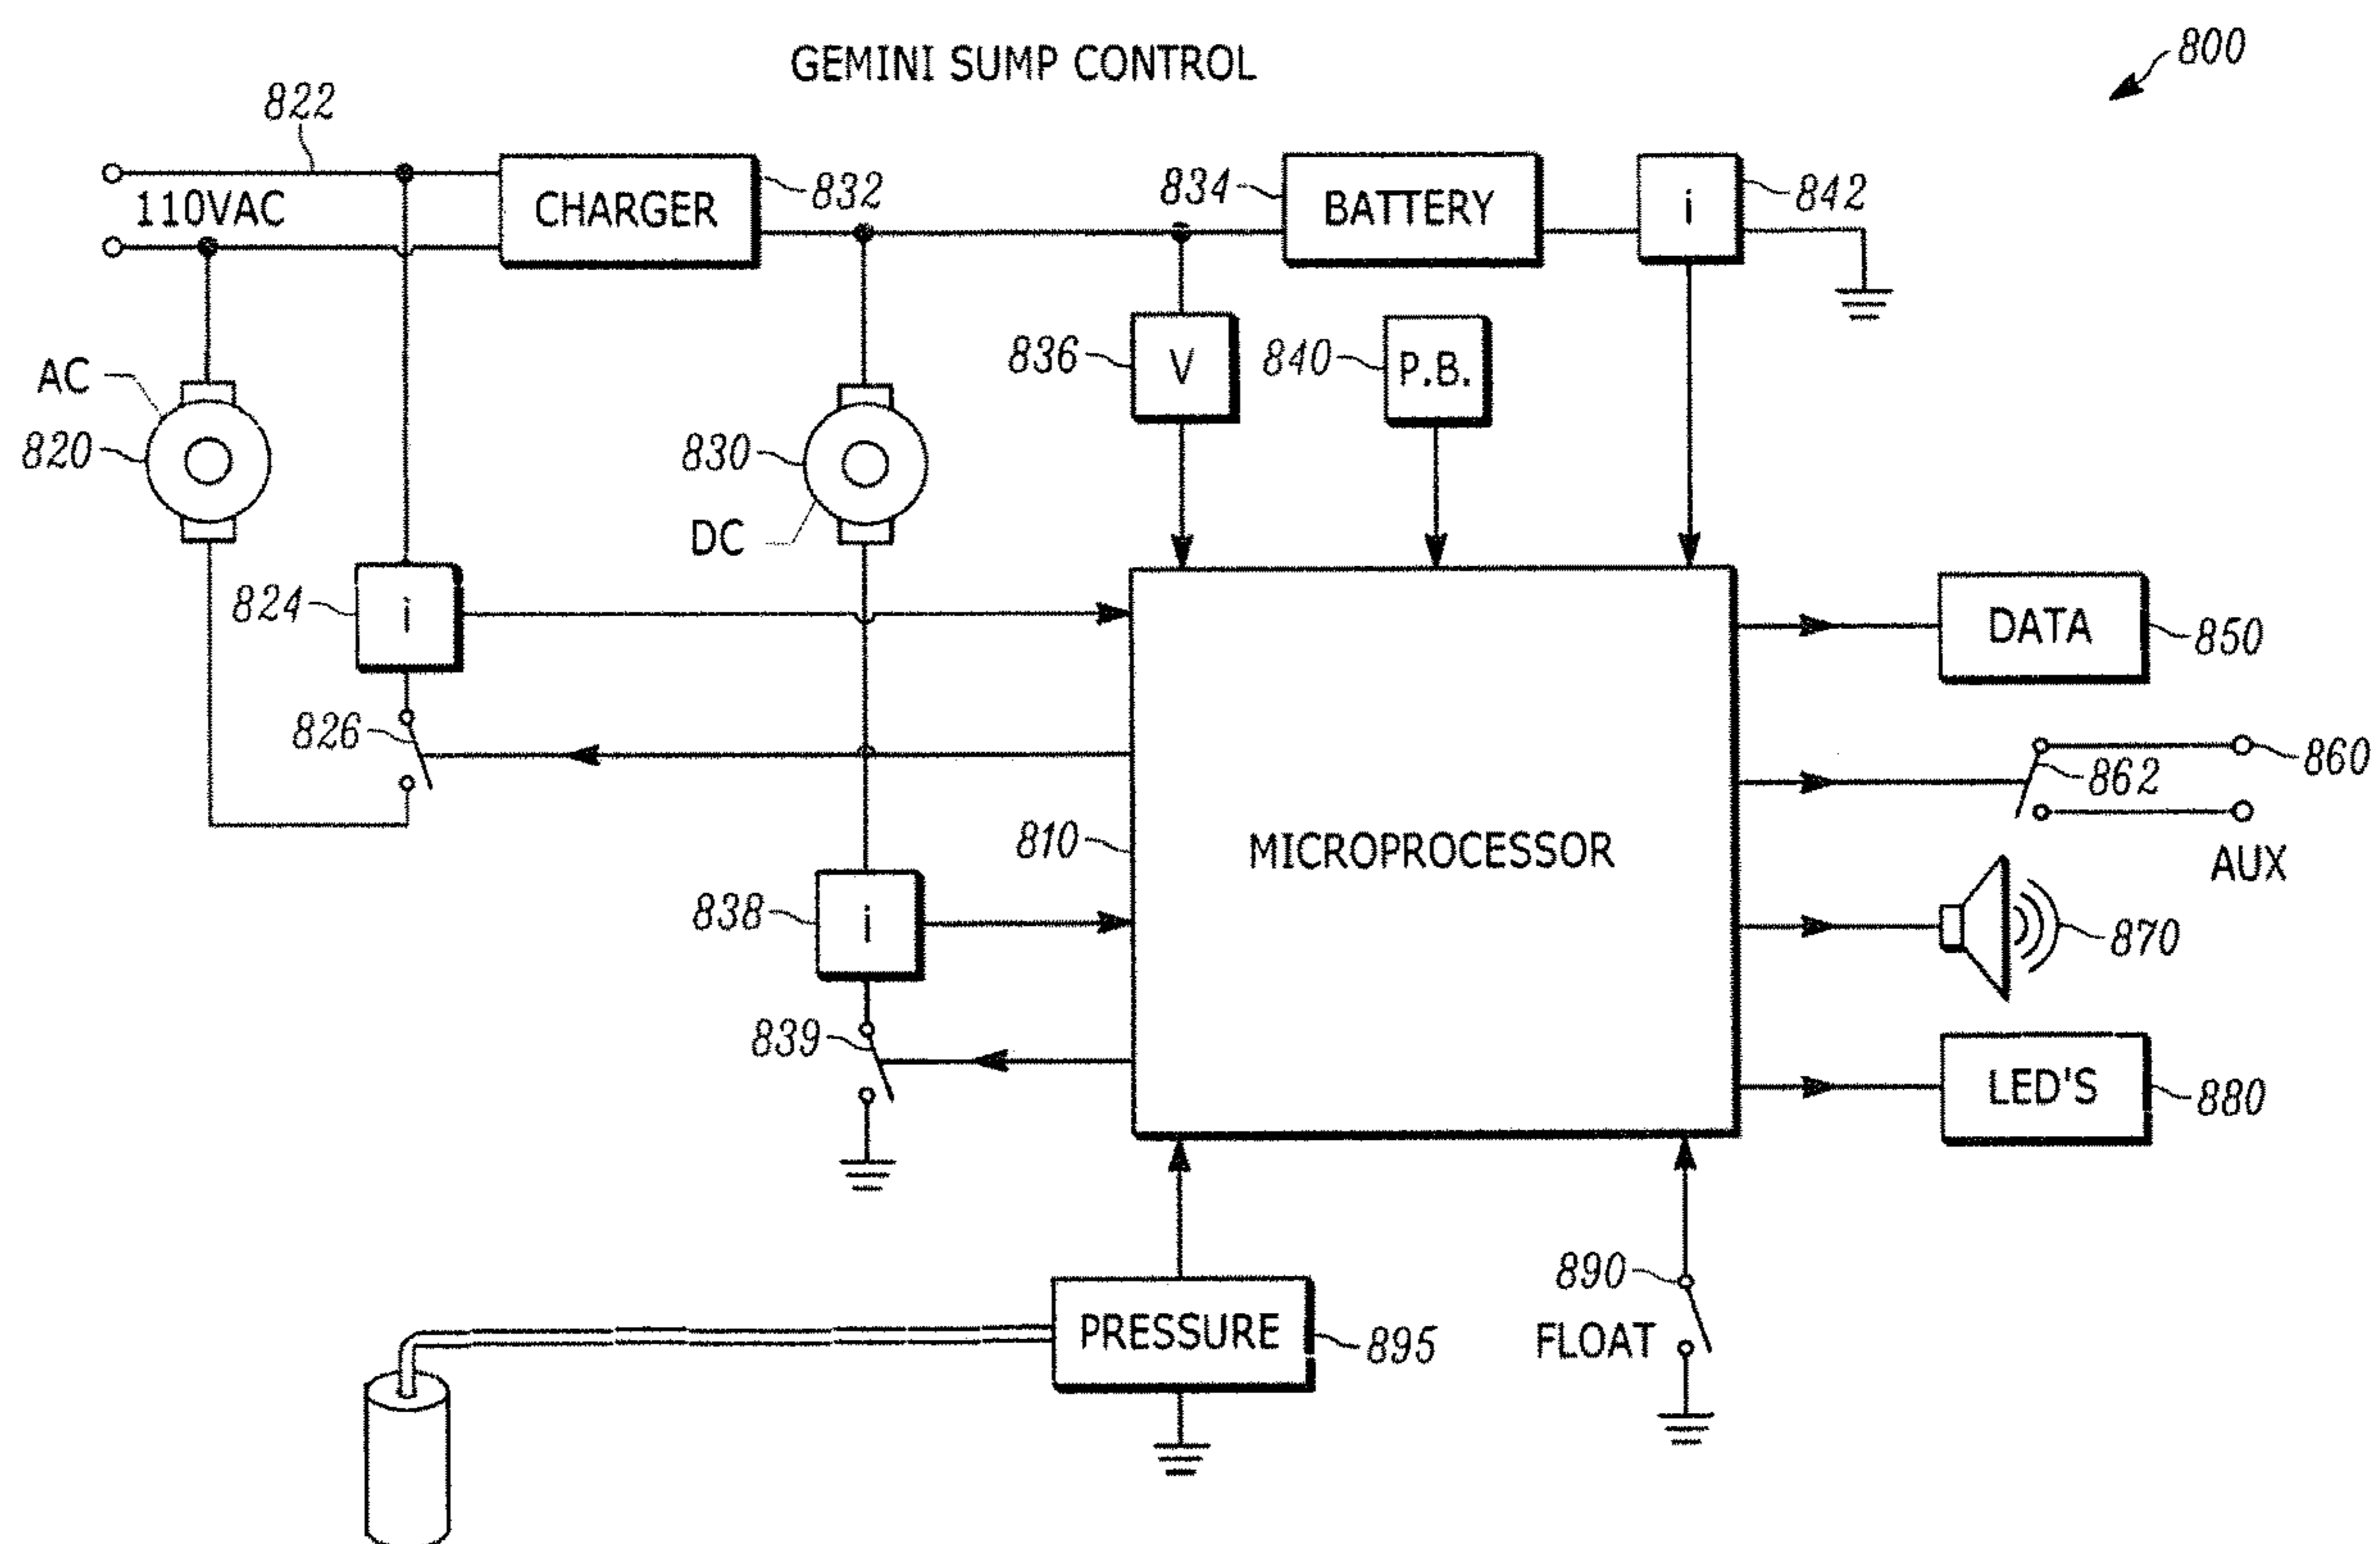 GEMINI SUMP CONTROL
800
822
110VAC
CHARGER
832
834
BATTERY
i
842
AC
820
830
DC
836
V
840
P.B.
824
i
826
810
MICROPROCESSOR
DATA
850
862
860
AUX
838
i
870
839
LED'S
880
PRESSURE
895
890
FLOAT